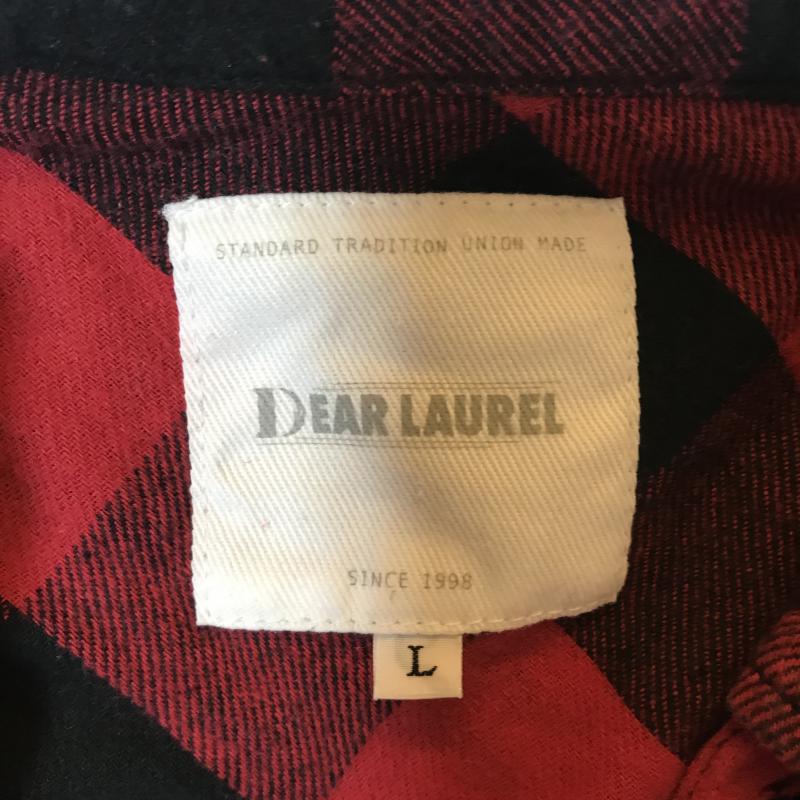 STANDARD TRADITION UNION MADE
DEAR LAUREL
SINCE 1998
L